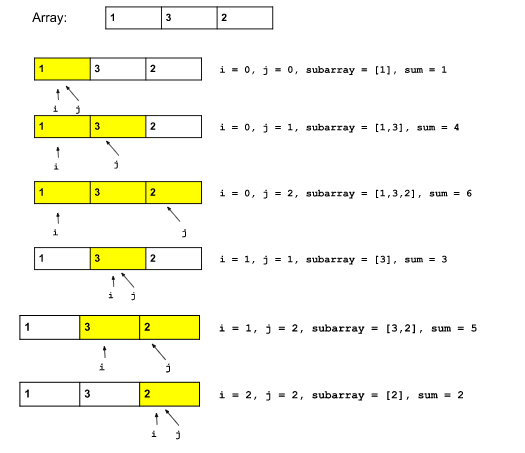 Array: 1 3 2
1 3 2 i = 0, j = 0, subarray = [1], sum = 1
i j
1 3 2 i = 0, j = 1, subarray = [1,3], sum = 4
i j
1 3 2 i = 0, j = 2, subarray = [1,3,2], sum = 6
i j
1 3 2 i = 1, j = 1, subarray = [3], sum = 3
i j
1 3 2 i = 1, j = 2, subarray = [3,2], sum = 5
i j
1 3 2 i = 2, j = 2, subarray = [2], sum = 2
i j